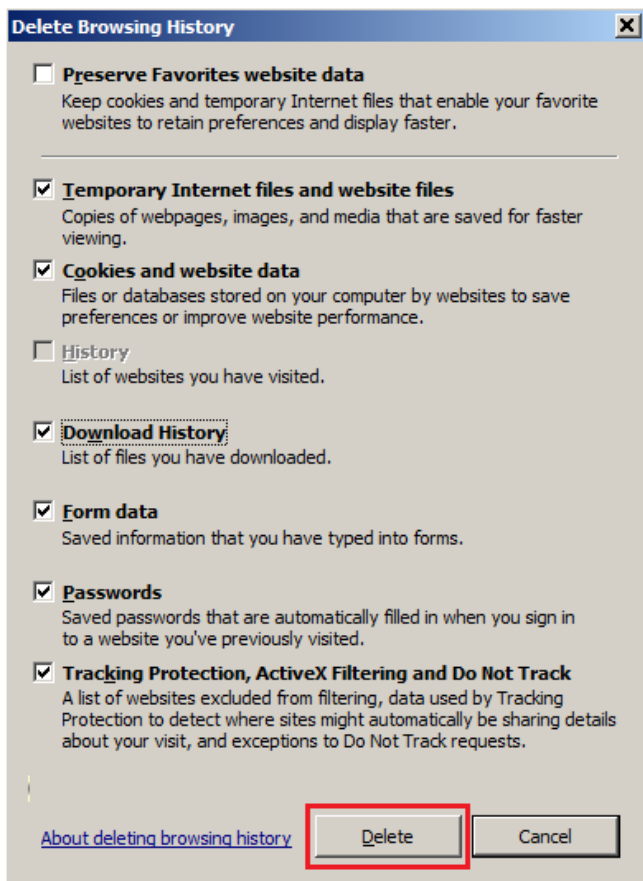 Delete Browsing History
Preserve Favorites website data
Keep cookies and temporary Internet files that enable your favorite
websites to retain preferences and display faster.
Temporary Internet files and website files
Copies of webpages, images, and media that are saved for faster
viewing.
Cookies and website data
Files or databases stored on your computer by websites to save
preferences or improve website performance.
History
List of websites you have visited.
Download History
List of files you have downloaded.
Form data
Saved information that you have typed into forms.
Passwords
Saved passwords that are automatically filled in when you sign in
to a website you've previously visited.
Tracking Protection, ActiveX Filtering and Do Not Track
A list of websites excluded from filtering, data used by Tracking
Protection to detect where sites might automatically be sharing details
about your visit, and exceptions to Do Not Track requests.
About deleting browsing history
Delete
Cancel